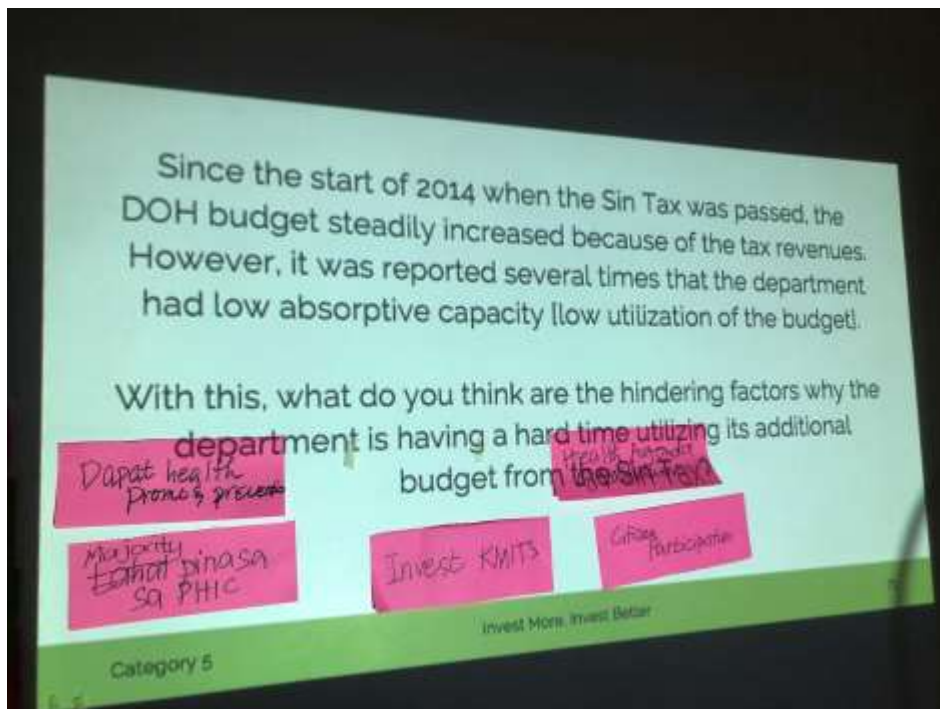 Since the start of 2014 when the Sin Tax was passed, the
DOH budget steadily increased because of the tax revenues.
However, it was reported several times that the department
had low absorptive capacity [low utilization of the budget].
With this, what do you think are the hindering factors why the
department is having a hard time utilizing its additional
budget from the Sin Tax?
Dapat health
promo &
Health
Majority
tahat pinasa
sa PHIC
Invest KMITS
Citizen
Participation
Invest More, Invest Better
Category 5